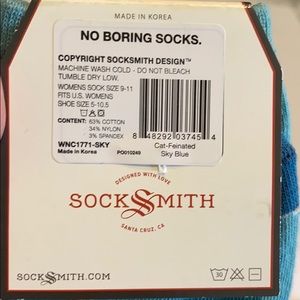 MADE IN KOREA
NO BORING SOCKS.
COPYRIGHT SOCKSMITH DESIGN™
MACHINE WASH COLD - DO NOT BLEACH
TUMBLE DRY LOW
WOMENS SOCK SIZE 9-11
FITS U.S. WOMENS
SHOE SIZE 5-10.5
CONTENT: 63% COTTON
34% NYLON
3% SPANDEX
8 48292 03745 4
WNC1771-SKY
Made in Korea
PO010249
Cat-Feinated
Sky Blue
DESIGNED WITH LOVE
SOCKSMITH
SANTA CRUZ, CA
SOCKSMITH.COM
30